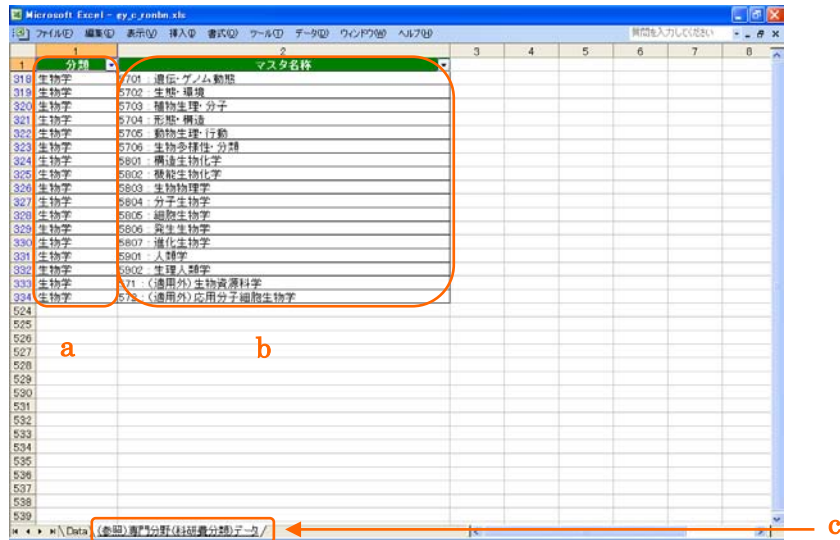 Microsoft Excel - gy_c_ronbn.xls
ファイル(F) 編集(E) 表示(V) 挿入(I) 書式(O) ツール(T) データ(D) ウィンドウ(W) ヘルプ(H) 質問を入力してください
1 2 3 4 5 6 7 8
1 分類 マスタ名称
318 生物学 5701 : 遺伝・ゲノム動態
319 生物学 5702 : 生態・環境
320 生物学 5703 : 植物生理・分子
321 生物学 5704 : 形態・構造
322 生物学 5705 : 動物生理・行動
323 生物学 5706 : 生物多様性・分類
324 生物学 5801 : 構造生物化学
325 生物学 5802 : 機能生物化学
326 生物学 5803 : 生物物理学
327 生物学 5804 : 分子生物学
328 生物学 5805 : 細胞生物学
329 生物学 5806 : 発生生物学
330 生物学 5807 : 進化生物学
331 生物学 5901 : 人類学
332 生物学 5902 : 生理人類学
333 生物学 571 : (適用外)生物資源科学
334 生物学 572 : (適用外)応用分子細胞生物学
524
525
526
527
a b
528
529
530
531
532
533
534
535
536
537
538
539
Data (参照)専門分野(科研費分類)データ
c